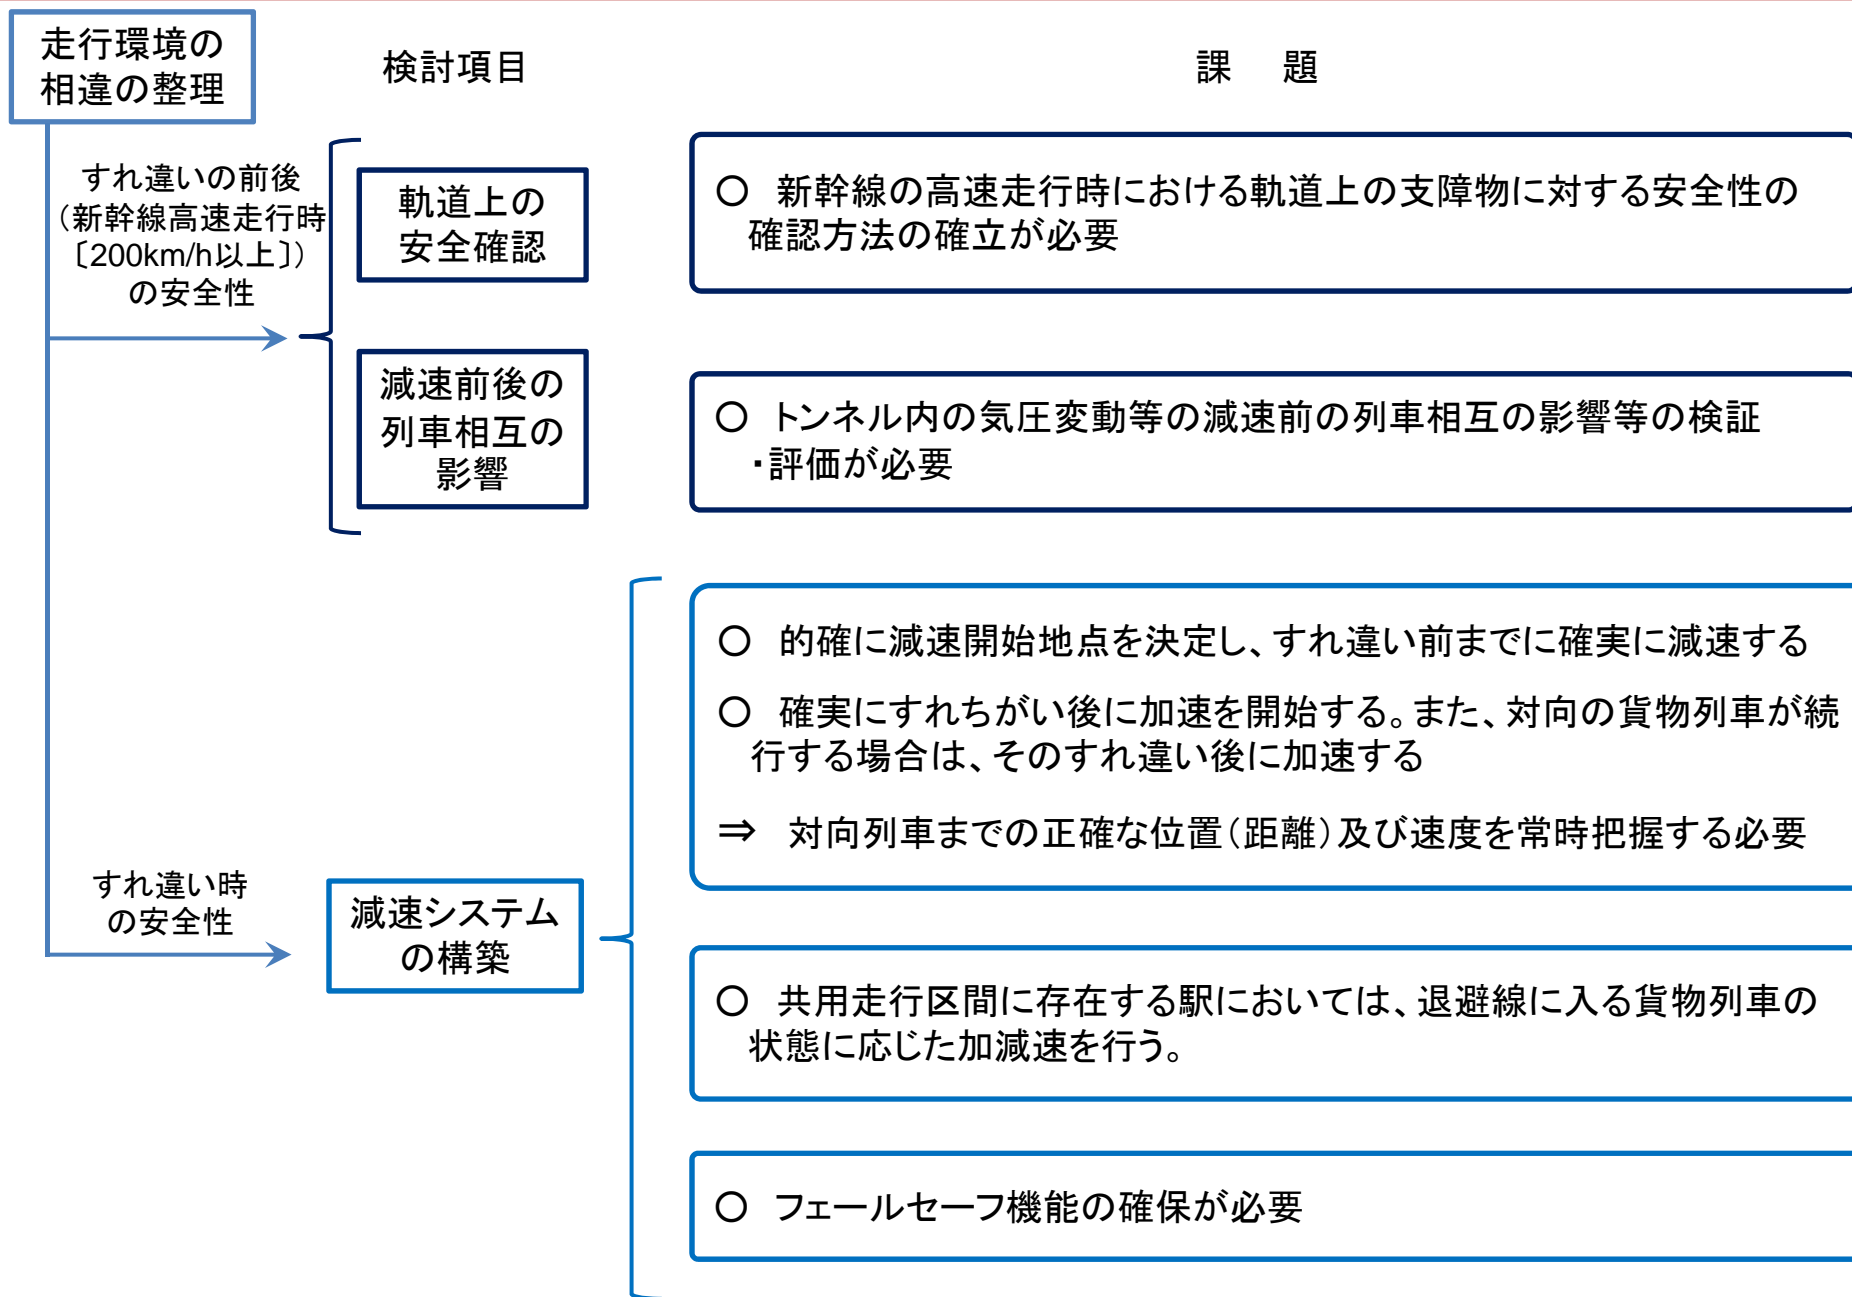 走行環境の
相違の整理
検討項目
課　題
すれ違いの前後
（新幹線高速走行時
〔200km/h以上〕）
の安全性
軌道上の
安全確認
○　新幹線の高速走行時における軌道上の支障物に対する安全性の
確認方法の確立が必要
減速前後の
列車相互の
影響
○　トンネル内の気圧変動等の減速前の列車相互の影響等の検証
・評価が必要
すれ違い時
の安全性
減速システム
の構築
○　的確に減速開始地点を決定し、すれ違い前までに確実に減速する
○　確実にすれちがい後に加速を開始する。また、対向の貨物列車が続
行する場合は、そのすれ違い後に加速する
⇒　対向列車までの正確な位置（距離）及び速度を常時把握する必要
○　共用走行区間に存在する駅においては、退避線に入る貨物列車の
状態に応じた加減速を行う。
○　フェールセーフ機能の確保が必要